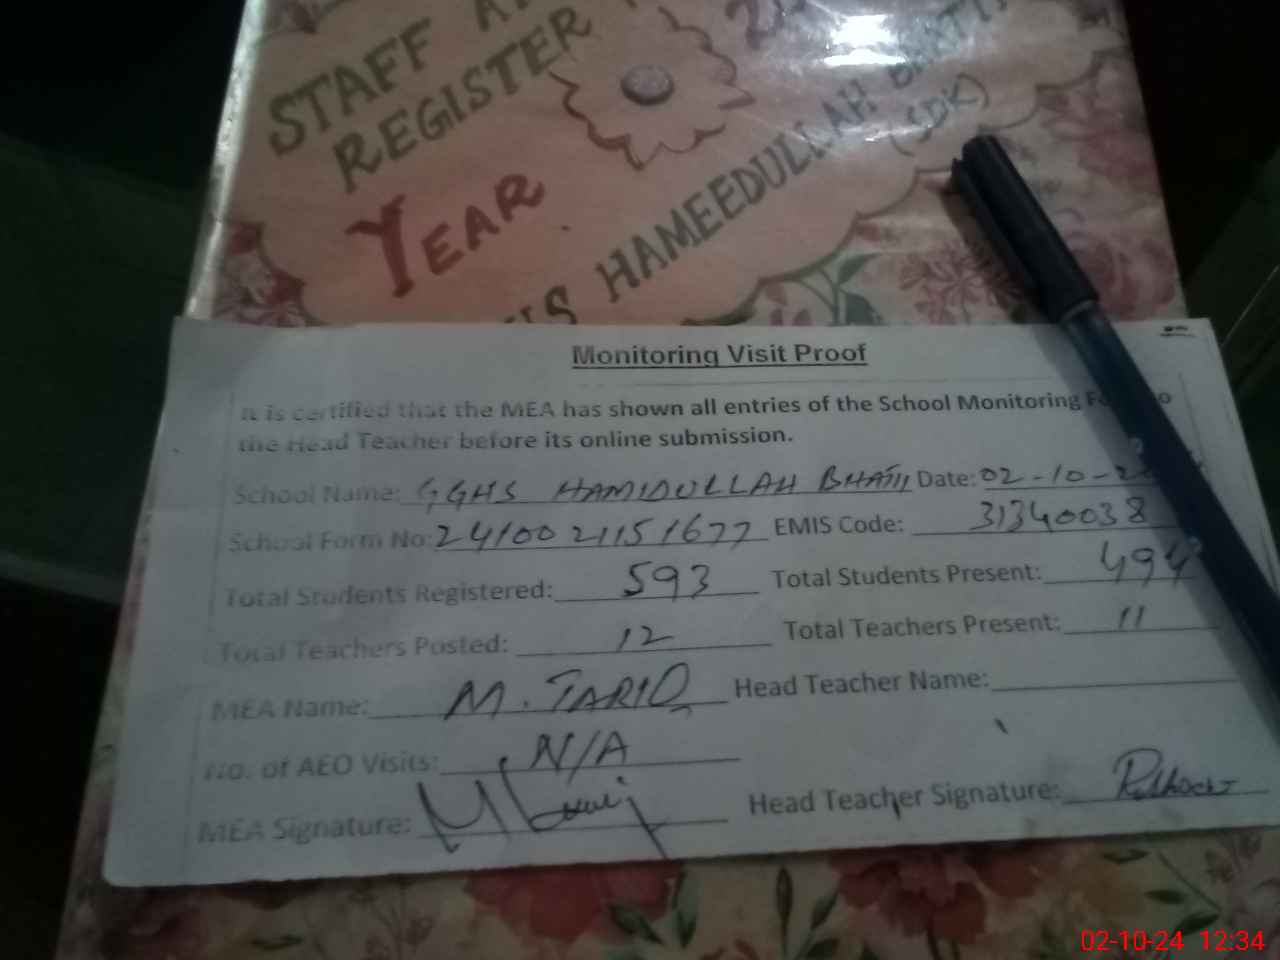 STAFF
REGISTER
YEAR
HAMEEDULLAH
(SDK)
Monitoring Visit Proof
It is certified that the MEA has shown all entries of the School Monitoring
the Head Teacher before its online submission.
School Name: GGHS HAMIDULLAH BHATTI Date: 02-10-2
School Form No: 2410021151677 EMIS Code: 31340038
Total Students Registered: 593 Total Students Present: 494
Total Teachers Posted: 12 Total Teachers Present: 11
MEA Name: M. TARIQ Head Teacher Name:
No. of AEO Visits: N/A
MEA Signature: Head Teacher Signature:
02-10-24 12:34